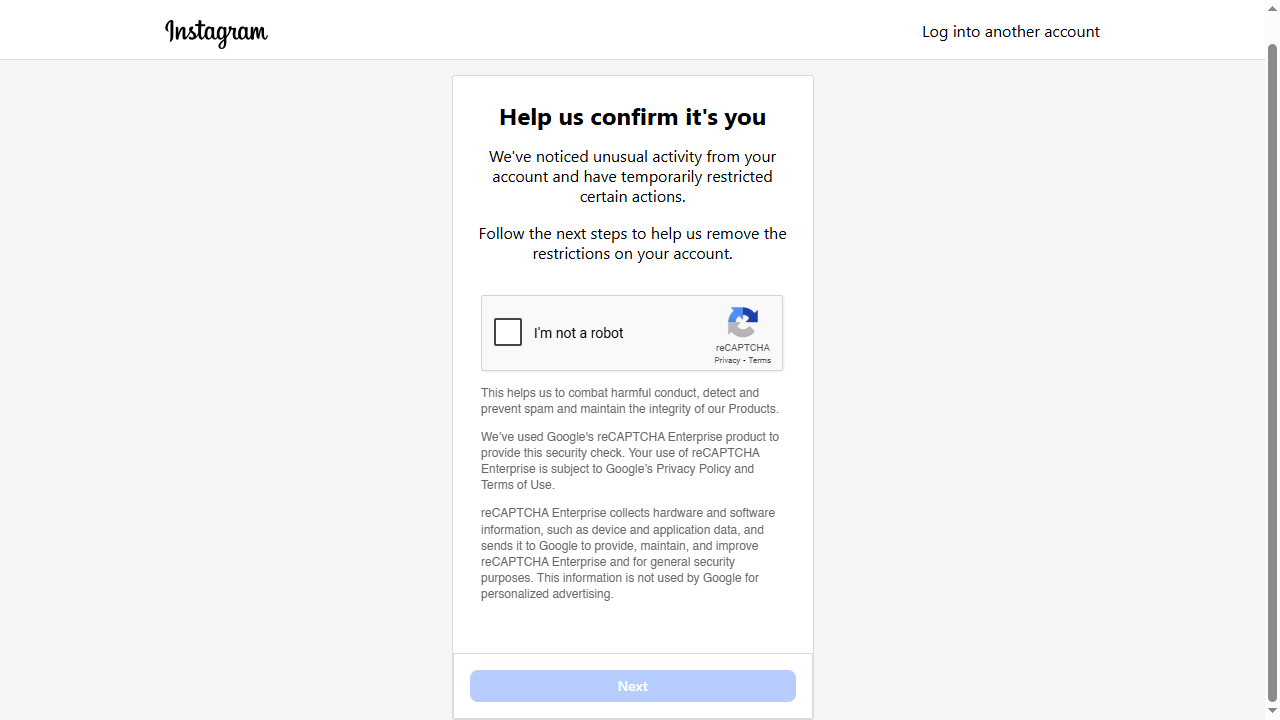 Instagram
Log into another account
Help us confirm it's you
We've noticed unusual activity from your
account and have temporarily restricted
certain actions.
Follow the next steps to help us remove the
restrictions on your account.
I'm not a robot
reCAPTCHA
Privacy - Terms
This helps us to combat harmful conduct, detect and
prevent spam and maintain the integrity of our Products.
We’ve used Google's reCAPTCHA Enterprise product to
provide this security check. Your use of reCAPTCHA
Enterprise is subject to Google’s Privacy Policy and
Terms of Use.
reCAPTCHA Enterprise collects hardware and software
information, such as device and application data, and
sends it to Google to provide, maintain, and improve
reCAPTCHA Enterprise and for general security
purposes. This information is not used by Google for
personalized advertising.
Next